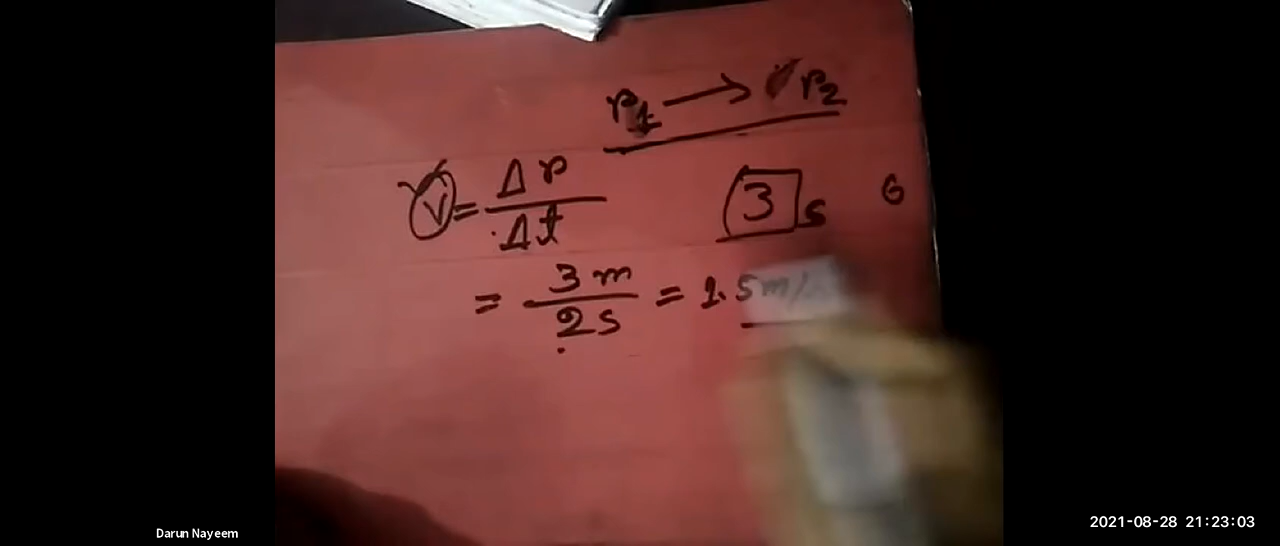 r₁ → r₂
V = Δr/Δt
3 s 6
= 3m/2s = 1.5m/
Darun Nayeem
2021-08-28 21:23:03